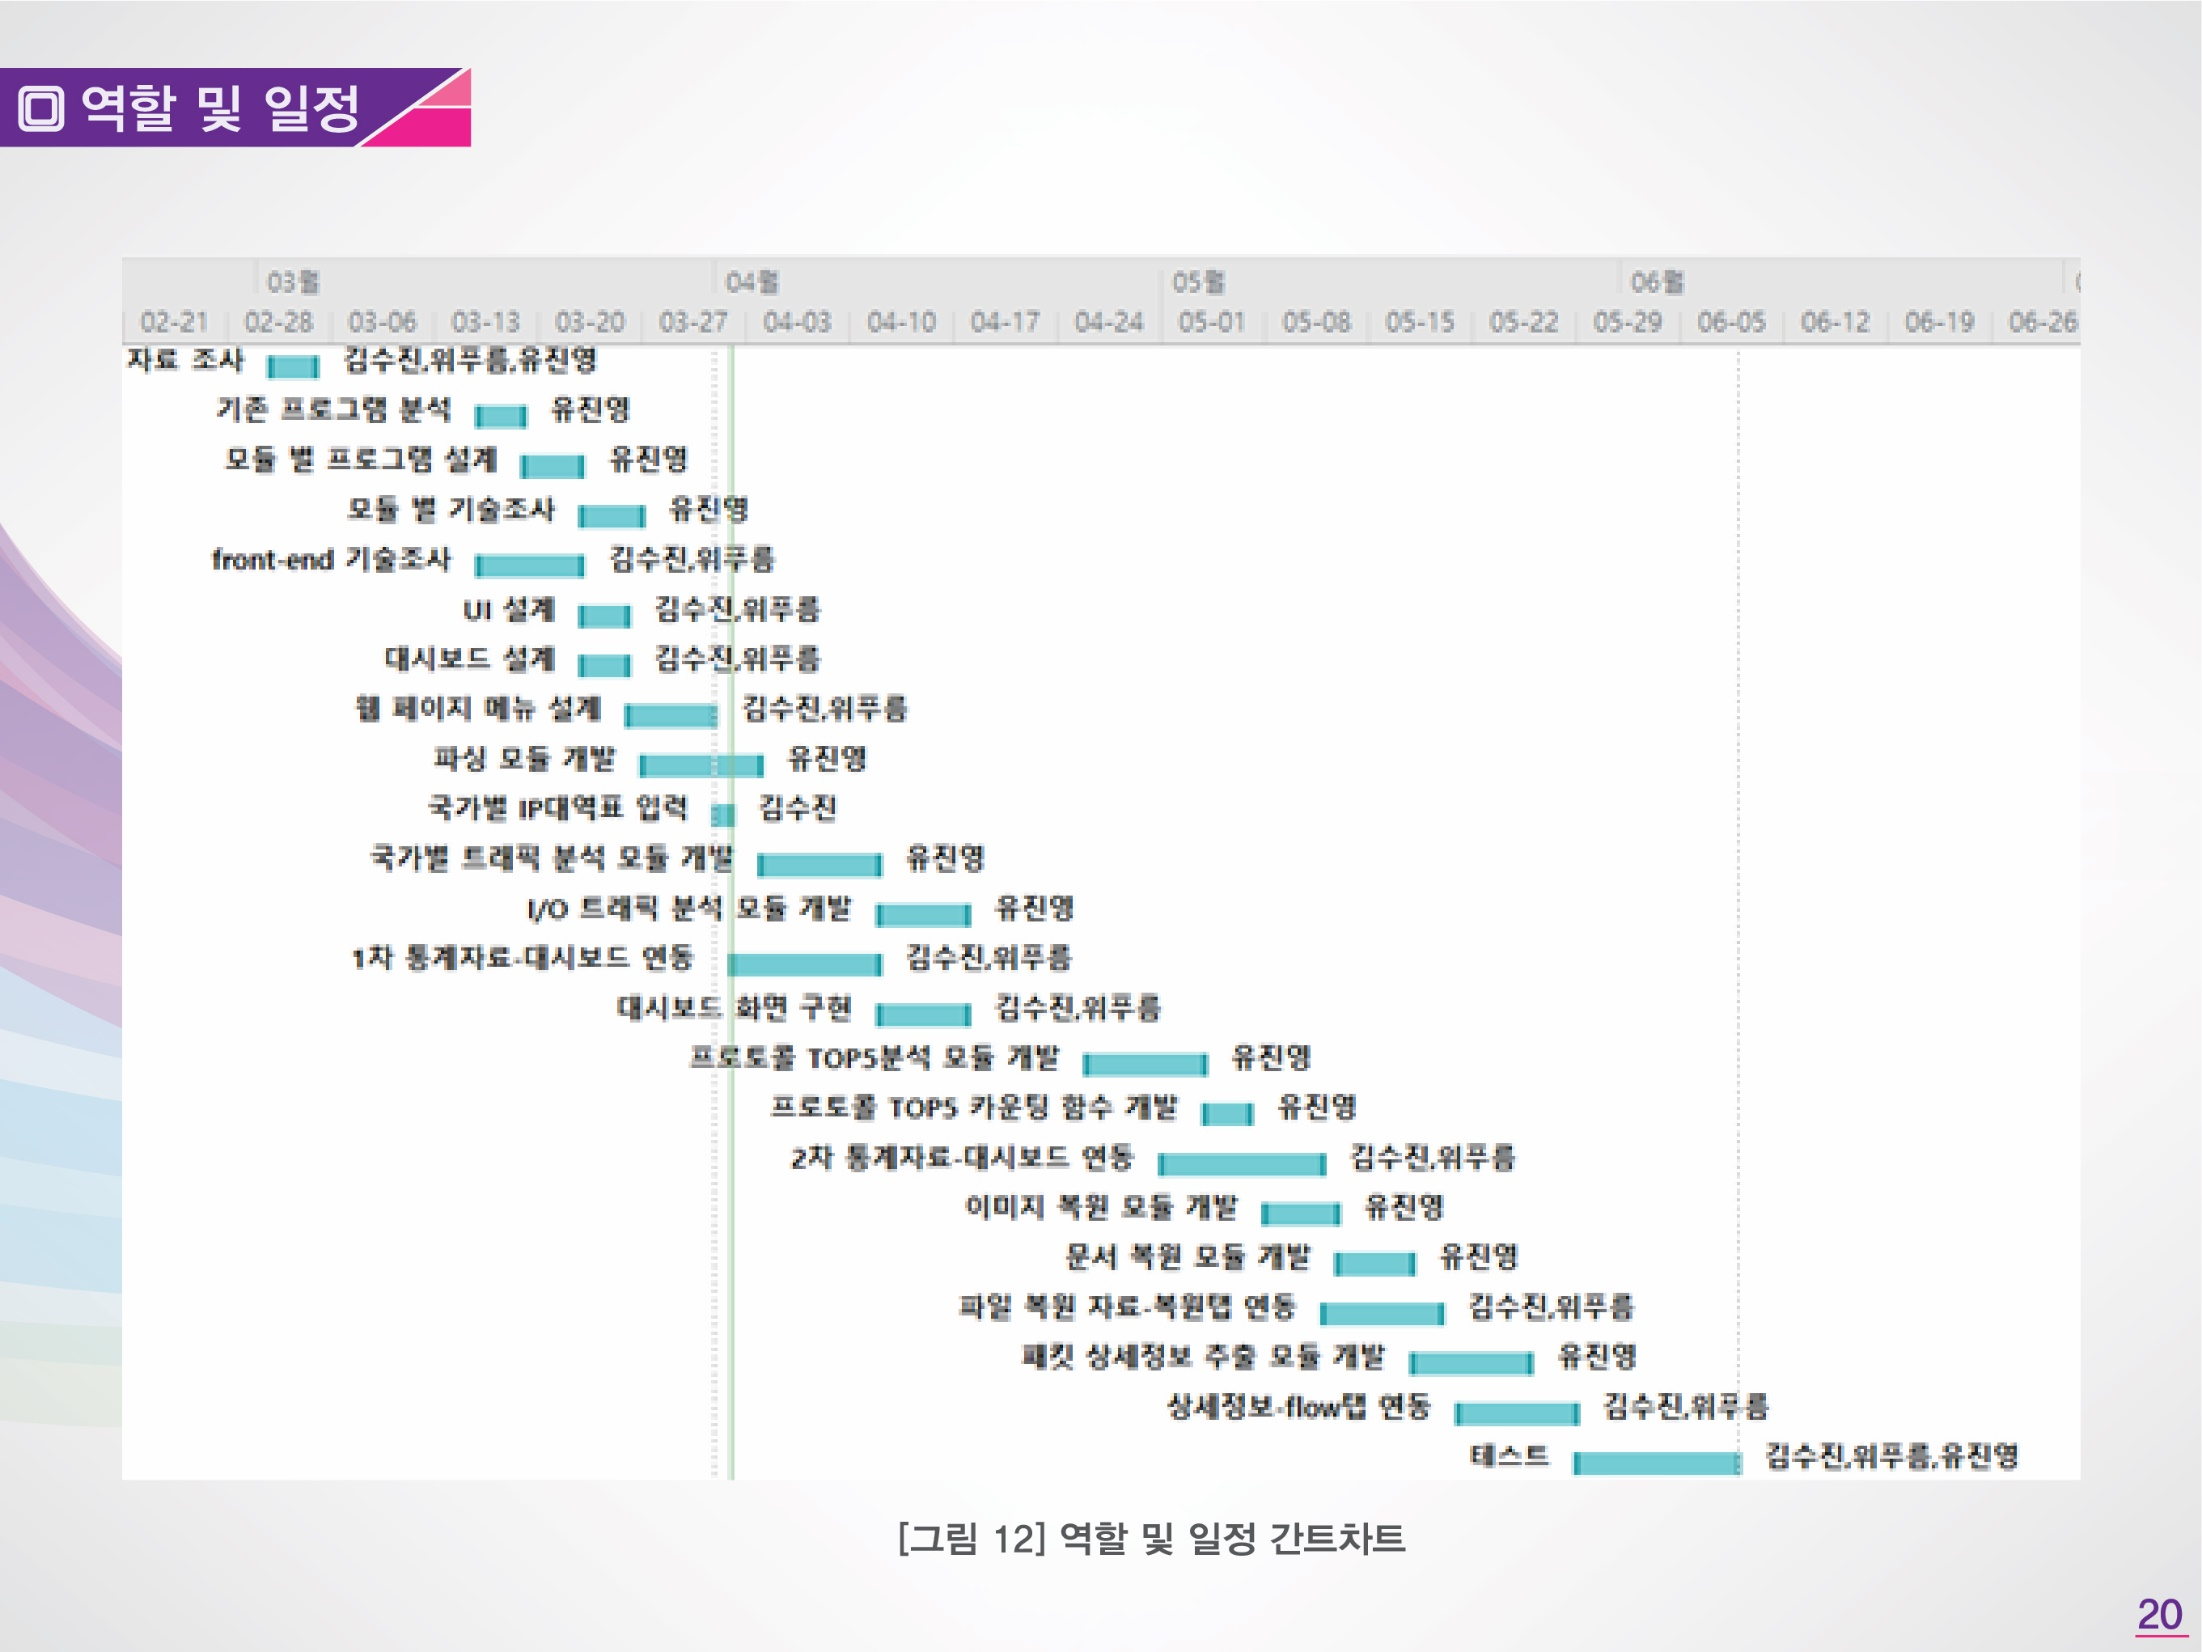 역할 및 일정
03월 04월 05월 06월
02-21 02-28 03-06 03-13 03-20 03-27 04-03 04-10 04-17 04-24 05-01 05-08 05-15 05-22 05-29 06-05 06-12 06-19 06-26
자료 조사 김수진,위푸름,유진영
기존 프로그램 분석 유진영
모듈 별 프로그램 설계 유진영
모듈 별 기술조사 유진영
front-end 기술조사 김수진,위푸름
UI 설계 김수진,위푸름
대시보드 설계 김수진,위푸름
웹 페이지 메뉴 설계 김수진,위푸름
파싱 모듈 개발 유진영
국가별 IP대역표 입력 김수진
국가별 트래픽 분석 모듈 개발 유진영
I/O 트래픽 분석 모듈 개발 유진영
1차 통계자료-대시보드 연동 김수진,위푸름
대시보드 화면 구현 김수진,위푸름
프로토콜 TOP5분석 모듈 개발 유진영
프로토콜 TOP5 카운팅 함수 개발 유진영
2차 통계자료-대시보드 연동 김수진,위푸름
이미지 복원 모듈 개발 유진영
문서 복원 모듈 개발 유진영
파일 복원 자료-복원탭 연동 김수진,위푸름
패킷 상세정보 추출 모듈 개발 유진영
상세정보-flow탭 연동 김수진,위푸름
테스트 김수진,위푸름,유진영
[그림 12] 역할 및 일정 간트차트
20